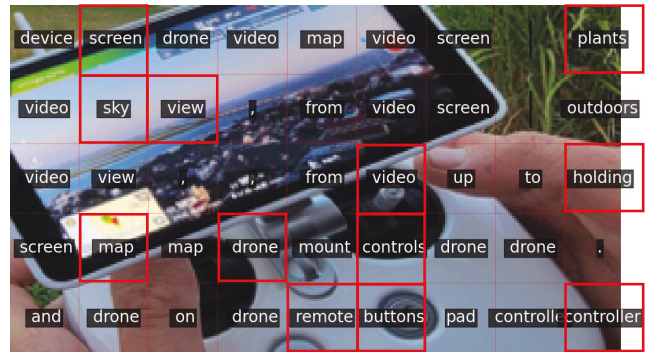 device screen drone video map video screen plants
video sky view , from video screen outdoors
video view , , from video up to holding
screen map map drone mount controls drone drone .
and drone on drone remote buttons pad controlle controller